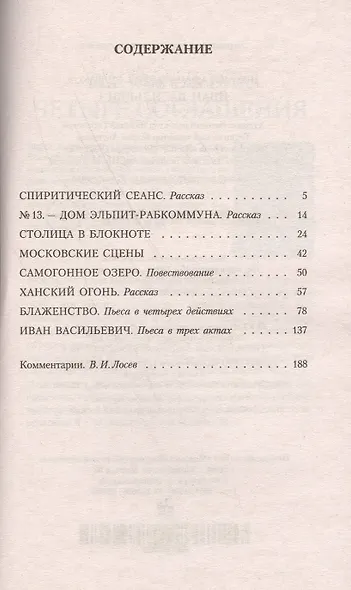 СОДЕРЖАНИЕ
СПИРИТИЧЕСКИЙ СЕАНС. Рассказ . . . . . . . . . . . 5
№ 13. — ДОМ ЭЛЬПИТ-РАБКОММУНА. Рассказ . . . . 14
СТОЛИЦА В БЛОКНОТЕ . . . . . . . . . . . . . . . . . 24
МОСКОВСКИЕ СЦЕНЫ . . . . . . . . . . . . . . . . . . 42
САМОГОННОЕ ОЗЕРО. Повествование . . . . . . . . . 50
ХАНСКИЙ ОГОНЬ. Рассказ . . . . . . . . . . . . . . . . 57
БЛАЖЕНСТВО. Пьеса в четырех действиях . . . . . . 78
ИВАН ВАСИЛЬЕВИЧ. Пьеса в трех актах . . . . . . . 137
Комментарии. В. И. Лосев . . . . . . . . . . . . . . . . 188